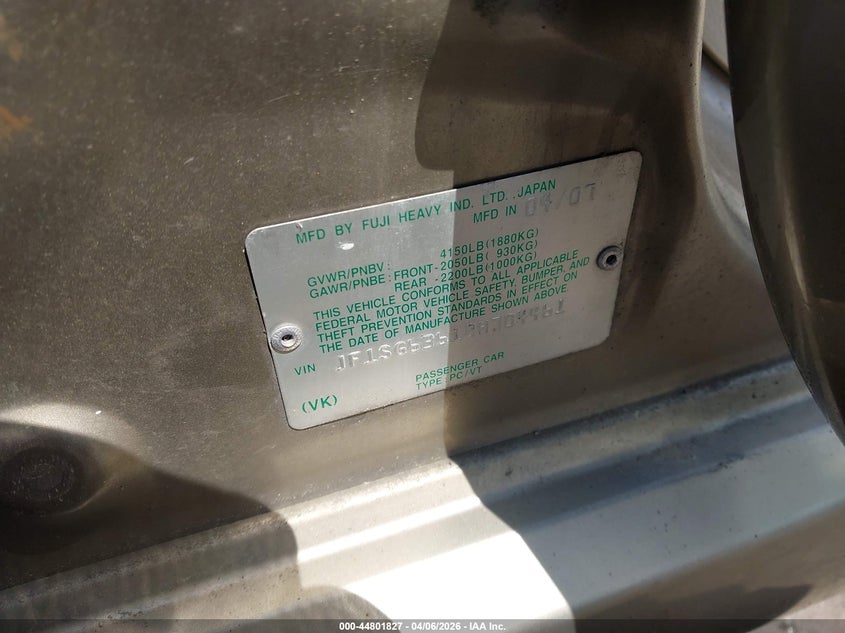 MFD BY FUJI HEAVY IND. LTD. ,JAPAN
MFD IN 04/07
GVWR/PNBV : 4150LB(1880KG)
GAWR/PNBE : FRONT-2050LB( 930KG)
REAR -2200LB(1000KG)
THIS VEHICLE CONFORMS TO ALL APPLICABLE
FEDERAL MOTOR VEHICLE SAFETY, BUMPER, AND
THEFT PREVENTION STANDARDS IN EFFECT ON
THE DATE OF MANUFACTURE SHOWN ABOVE
VIN
PASSENGER CAR
(VK) TYPE: PC/VT
000-44801827 - 04/06/2026 - IAA Inc.